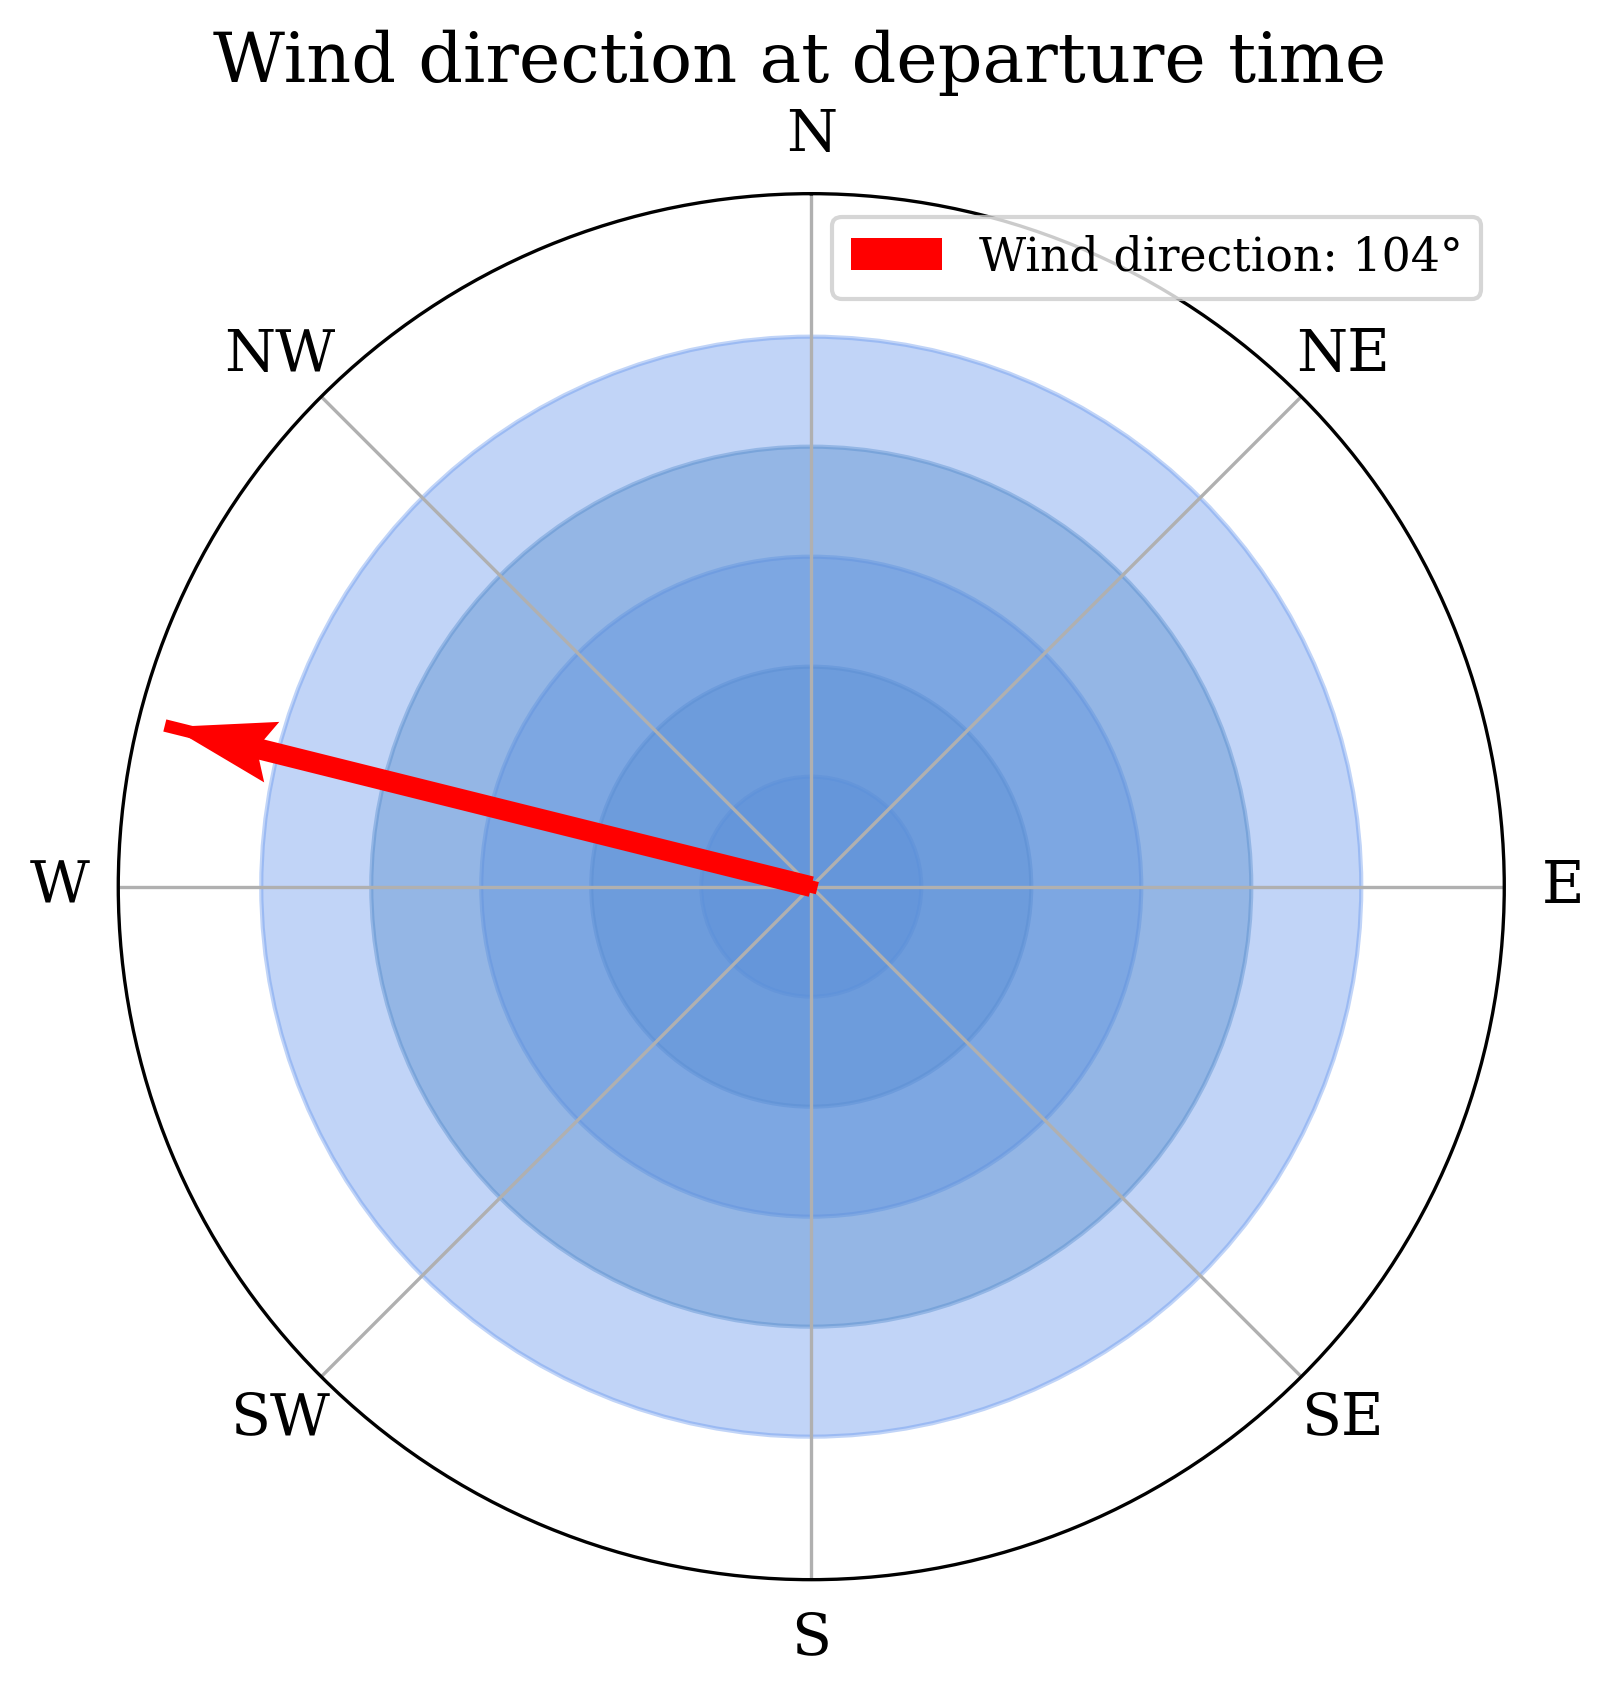 Wind direction at departure time
N
Wind direction: 104°
NW
NE
W
E
SW
SE
S